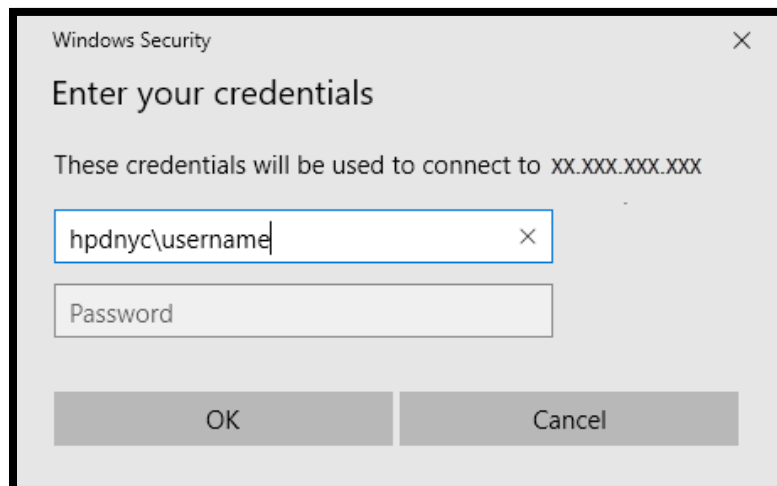 Windows Security
Enter your credentials
These credentials will be used to connect to xx.xxx.xxx.xxx
hpdnyc\username
Password
OK Cancel